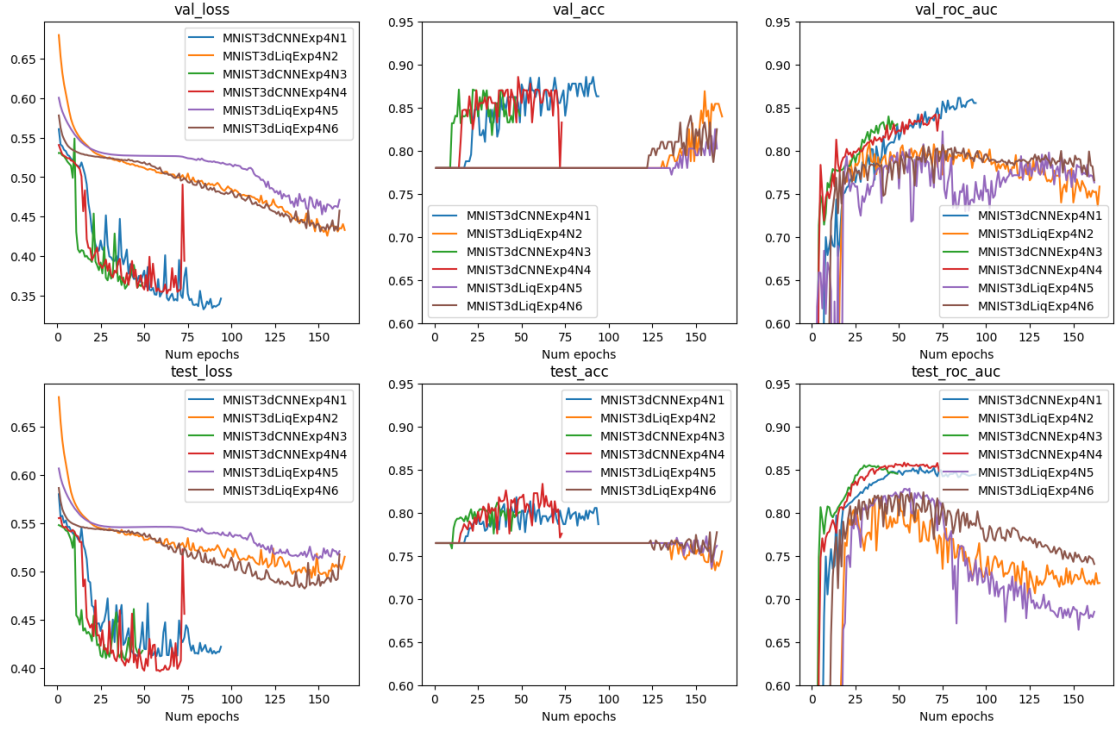 val_loss
0.65
0.60
0.55
0.50
0.45
0.40
0.35
0
25
50
75
100
125
150
Num epochs
MNIST3dCNNExp4N1
MNIST3dLiqExp4N2
MNIST3dCNNExp4N3
MNIST3dCNNExp4N4
MNIST3dLiqExp4N5
MNIST3dLiqExp4N6
val_acc
0.95
0.90
0.85
0.80
0.75
0.70
0.65
0.60
0
25
50
75
100
125
150
Num epochs
MNIST3dCNNExp4N1
MNIST3dLiqExp4N2
MNIST3dCNNExp4N3
MNIST3dCNNExp4N4
MNIST3dLiqExp4N5
MNIST3dLiqExp4N6
val_roc_auc
0.95
0.90
0.85
0.80
0.75
0.70
0.65
0.60
0
25
50
75
100
125
150
Num epochs
MNIST3dCNNExp4N1
MNIST3dLiqExp4N2
MNIST3dCNNExp4N3
MNIST3dCNNExp4N4
MNIST3dLiqExp4N5
MNIST3dLiqExp4N6
test_loss
0.65
0.60
0.55
0.50
0.45
0.40
0
25
50
75
100
125
150
Num epochs
MNIST3dCNNExp4N1
MNIST3dLiqExp4N2
MNIST3dCNNExp4N3
MNIST3dCNNExp4N4
MNIST3dLiqExp4N5
MNIST3dLiqExp4N6
test_acc
0.95
0.90
0.85
0.80
0.75
0.70
0.65
0.60
0
25
50
75
100
125
150
Num epochs
MNIST3dCNNExp4N1
MNIST3dLiqExp4N2
MNIST3dCNNExp4N3
MNIST3dCNNExp4N4
MNIST3dLiqExp4N5
MNIST3dLiqExp4N6
test_roc_auc
0.95
0.90
0.85
0.80
0.75
0.70
0.65
0.60
0
25
50
75
100
125
150
Num epochs
MNIST3dCNNExp4N1
MNIST3dLiqExp4N2
MNIST3dCNNExp4N3
MNIST3dCNNExp4N4
MNIST3dLiqExp4N5
MNIST3dLiqExp4N6